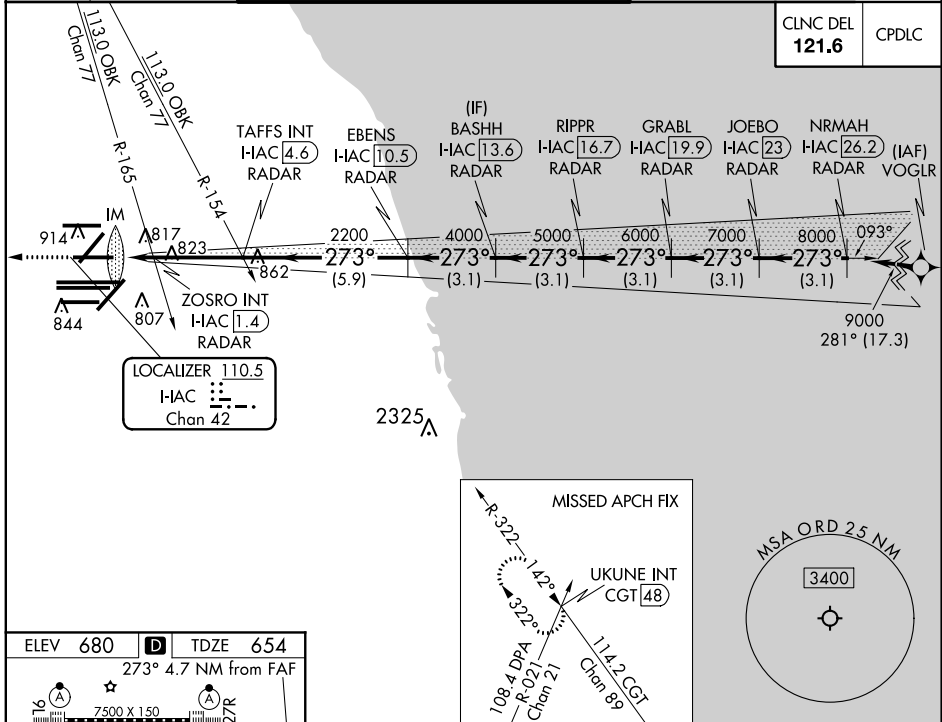 CLNC DEL
121.6
CPDLC
113.0 OBK
Chan 77
113.0 OBK
Chan 77
R-165
R-154
TAFFS INT
I-IAC 4.6
RADAR
EBENS
I-IAC 10.5
RADAR
(IF)
BASHH
I-IAC 13.6
RADAR
RIPPR
I-IAC 16.7
RADAR
GRABL
I-IAC 19.9
RADAR
JOEBO
I-IAC 23
RADAR
NRMAH
I-IAC 26.2
RADAR
(IAF)
VOGLR
IM
914
817
823
862
844
807
2200
273°
(5.9)
4000
273°
(3.1)
5000
273°
(3.1)
6000
273°
(3.1)
7000
273°
(3.1)
8000
273°
(3.1)
093°
9000
281° (17.3)
ZOSRO INT
I-IAC 1.4
RADAR
LOCALIZER 110.5
I-IAC
Chan 42
2325
MISSED APCH FIX
R-322
142°
322°
UKUNE INT
CGT 48
108.4 DPA
R-021
Chan 21
114.2 CGT
Chan 89
MSA ORD 25 NM
3400
ELEV 680 D TDZE 654
273° 4.7 NM from FAF
A
A
7500 X 150
27R